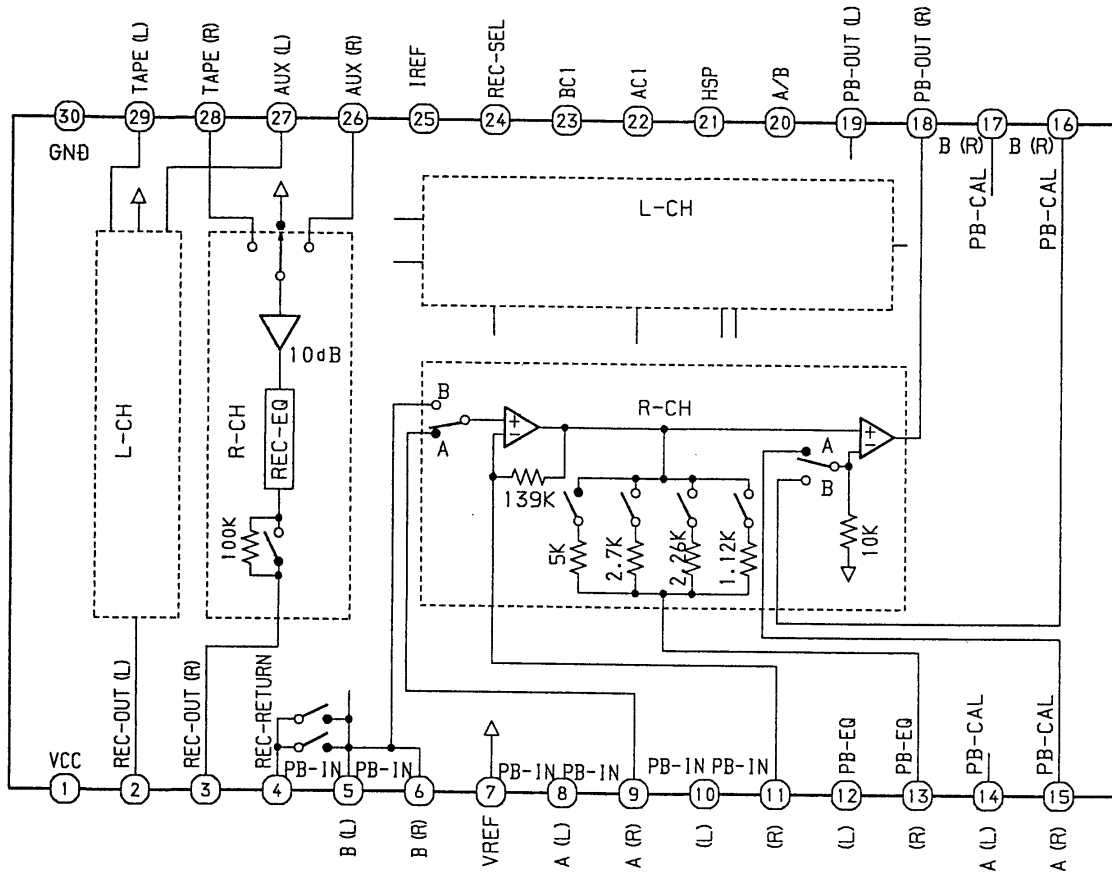 TAPE (L)
TAPE (R)
AUX (L)
AUX (R)
IREF
REC-SEL
BC1
AC1
HSP
A/B
PB-OUT (L)
PB-OUT (R)
30
29
28
27
26
25
24
23
22
21
20
19
18
17
16
GND
B (R)
B (R)
PB-CAL
PB-CAL
L-CH
10dB
L-CH
R-CH
REC-EQ
100K
B
A
R-CH
139K
5K
2.7K
2.26K
1.12K
A
B
10K
REC-OUT (L)
REC-OUT (R)
REC-RETURN
VCC
PB-IN
PB-IN
PB-IN
PB-IN
PB-IN
PB-IN
PB-EQ
PB-EQ
PB-CAL
PB-CAL
1
2
3
4
5
6
7
8
9
10
11
12
13
14
15
B (L)
B (R)
VREF
A (L)
A (R)
(L)
(R)
(L)
(R)
A (L)
A (R)